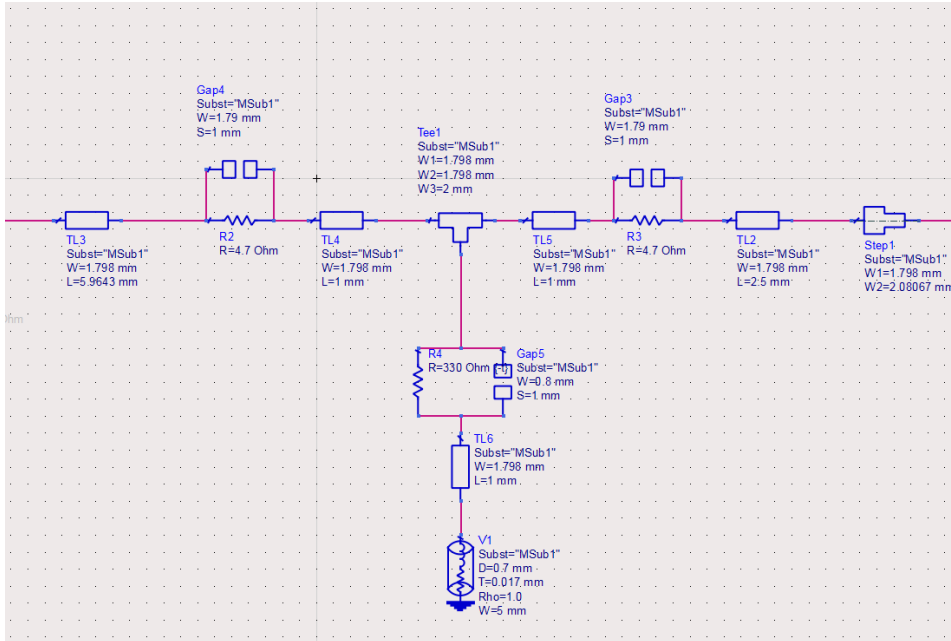 Gap4
Subst="MSub1"
W=1.79 mm
S=1 mm
Gap3
Subst="MSub1"
W=1.79 mm
S=1 mm
Tee1
Subst="MSub1"
W1=1.798 mm
W2=1.798 mm
W3=2 mm
TL3
Subst="MSub1"
W=1.798 mm
L=5.9643 mm
R2
R=4.7 Ohm
TL4
Subst="MSub1"
W=1.798 mm
L=1 mm
TL5
Subst="MSub1"
W=1.798 mm
L=1 mm
R3
R=4.7 Ohm
TL2
Subst="MSub1"
W=1.798 mm
L=2.5 mm
Step1
Subst="MSub1"
W1=1.798 mm
W2=2.08067 mm
R4
R=330 Ohm {-t}
Gap5
Subst="MSub1"
W=0.8 mm
S=1 mm
TL6
Subst="MSub1"
W=1.798 mm
L=1 mm
V1
Subst="MSub1"
D=0.7 mm
T=0.017 mm
Rho=1.0
W=5 mm